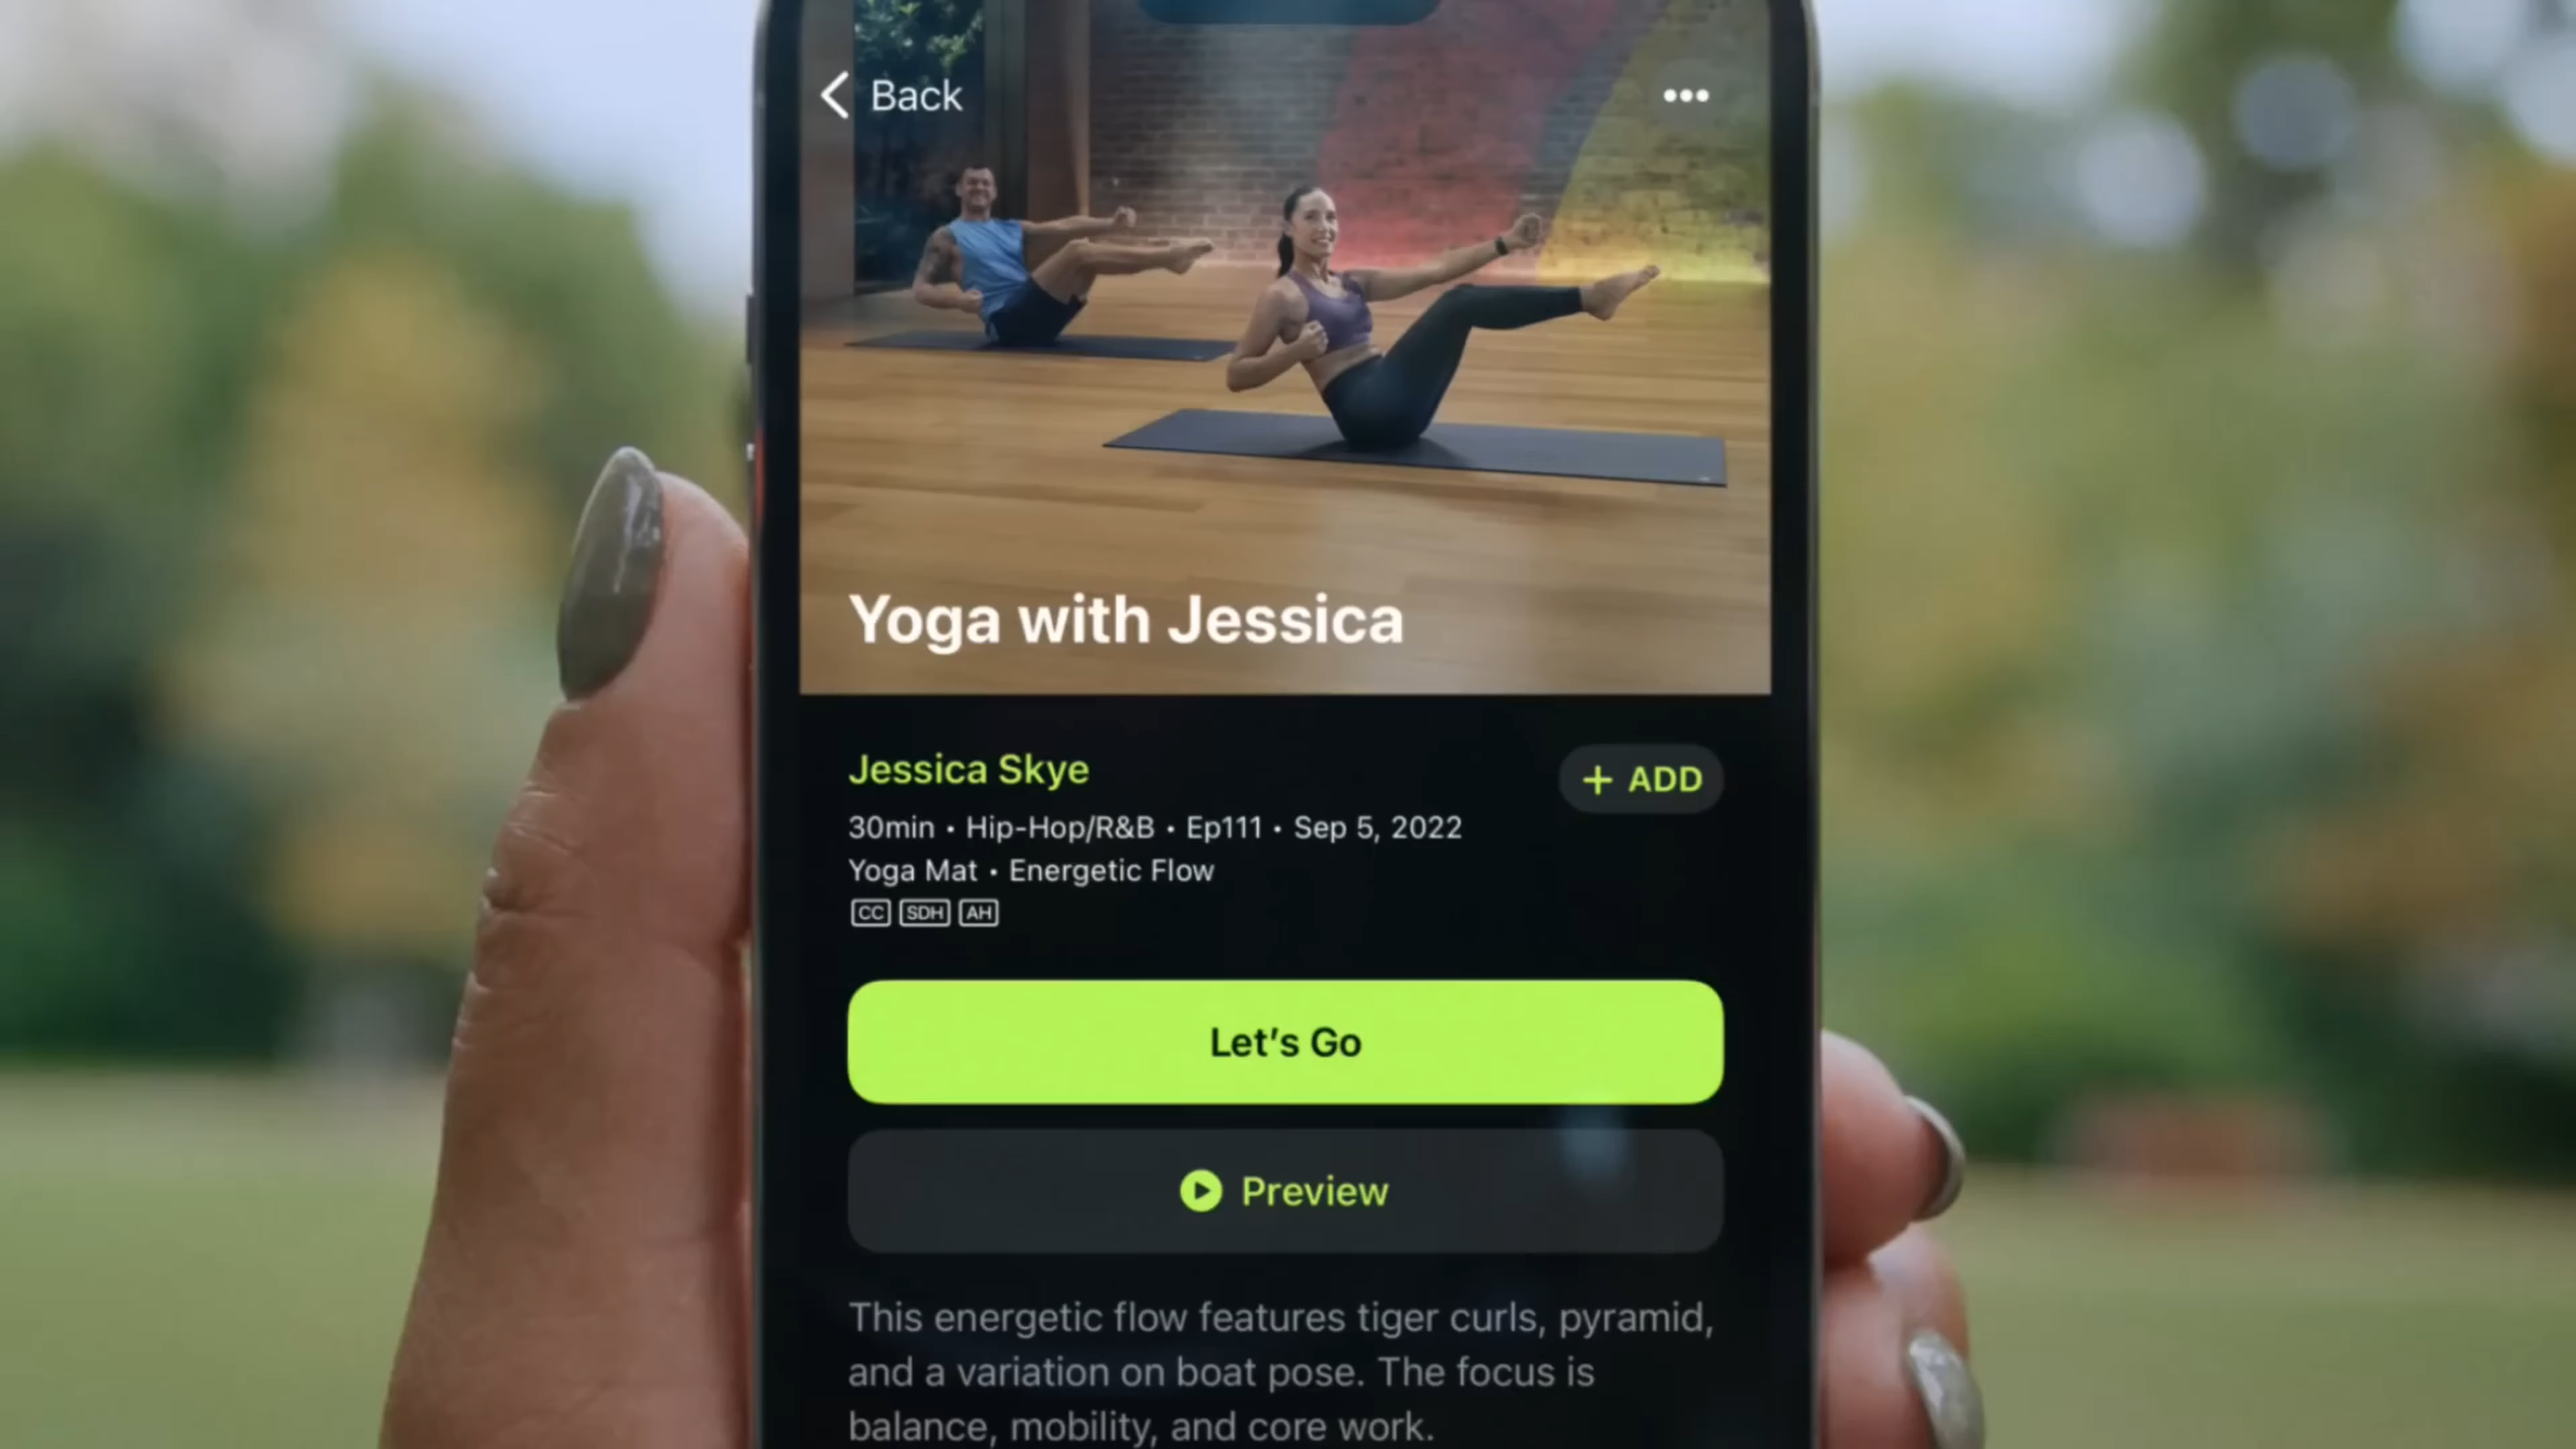 Back
Yoga with Jessica
Jessica Skye
+ ADD
30min • Hip-Hop/R&B • Ep111 • Sep 5, 2022
Yoga Mat • Energetic Flow
CC SDH AH
Let's Go
Preview
This energetic flow features tiger curls, pyramid,
and a variation on boat pose. The focus is
balance, mobility, and core work.